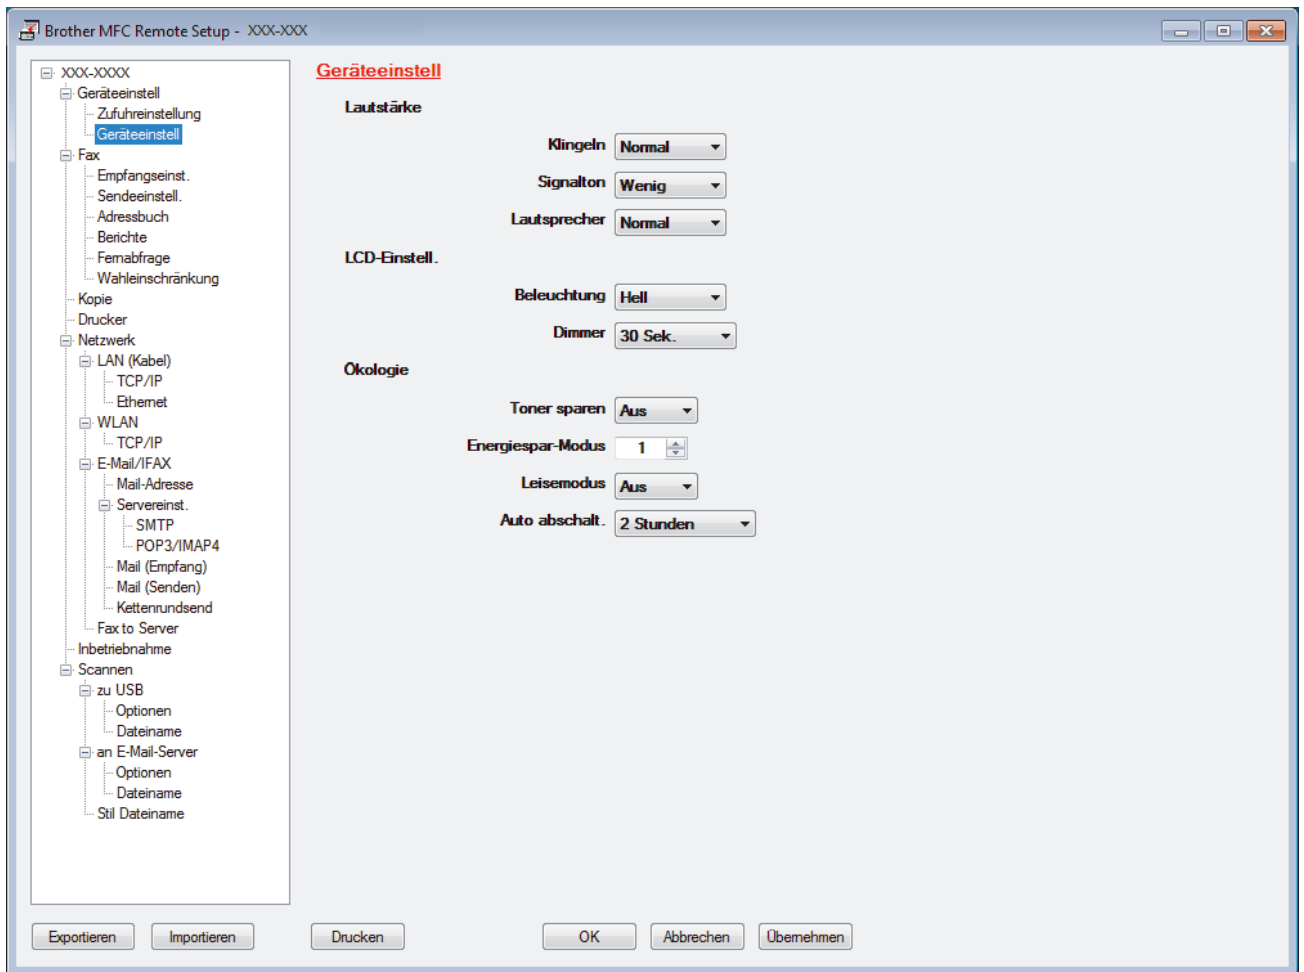 Brother MFC Remote Setup - XXX-XXX
XXX-XXXX
Geräteeinstell
Zufuhreinstellung
Geräteeinstell
Fax
Empfangseinst.
Sendeeinstell.
Adressbuch
Berichte
Fernabfrage
Wahleinschränkung
Kopie
Drucker
Netzwerk
LAN (Kabel)
TCP/IP
Ethernet
WLAN
TCP/IP
E-Mail/IFAX
Mail-Adresse
Servereinst.
SMTP
POP3/IMAP4
Mail (Empfang)
Mail (Senden)
Kettenrundsend
Fax to Server
Inbetriebnahme
Scannen
zu USB
Optionen
Dateiname
an E-Mail-Server
Optionen
Dateiname
Stil Dateiname
Geräteeinstell
Lautstärke
Klingeln Normal
Signalton Wenig
Lautsprecher Normal
LCD-Einstell.
Beleuchtung Hell
Dimmer 30 Sek.
Ökologie
Toner sparen Aus
Energiespar-Modus 1
Leisemodus Aus
Auto abschalt. 2 Stunden
Exportieren Importieren Drucken OK Abbrechen Übernehmen